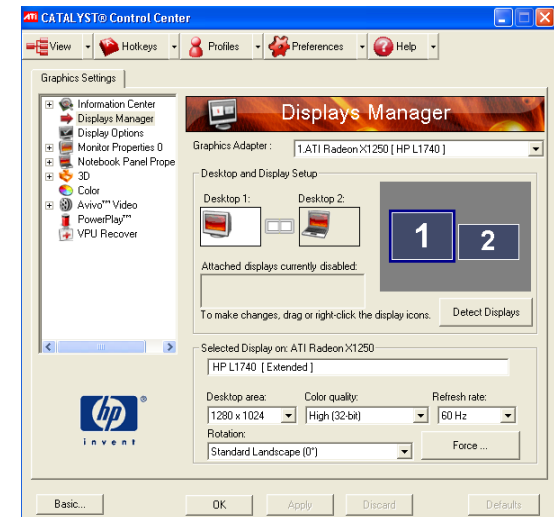 ATI CATALYST® Control Center
View Hotkeys Profiles Preferences Help
Graphics Settings
Information Center
Displays Manager
Display Options
Monitor Properties 0
Notebook Panel Prope
3D
Color
Avivo™ Video
PowerPlay™
VPU Recover
hp ®
invent
Displays Manager
Graphics Adapter : 1.ATI Radeon X1250 [ HP L1740 ]
Desktop and Display Setup
Desktop 1: Desktop 2:
1 2
Attached displays currently disabled:
To make changes, drag or right-click the display icons. Detect Displays
Selected Display on: ATI Radeon X1250
HP L1740 [ Extended ]
Desktop area: Color quality: Refresh rate:
1280 x 1024 High (32-bit) 60 Hz
Rotation:
Standard Landscape (0°) Force ...
Basic... OK Apply Discard Defaults